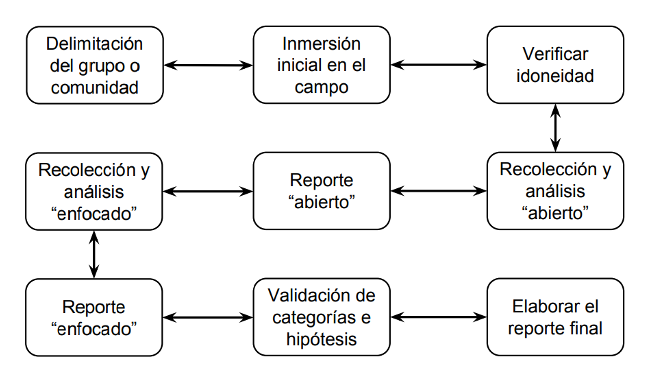 Delimitación
del grupo o
comunidad
Inmersión
inicial en el
campo
Verificar
idoneidad
Recolección y
análisis
“enfocado”
Reporte
“abierto”
Recolección y
análisis
“abierto”
Reporte
“enfocado”
Validación de
categorías e
hipótesis
Elaborar el
reporte final